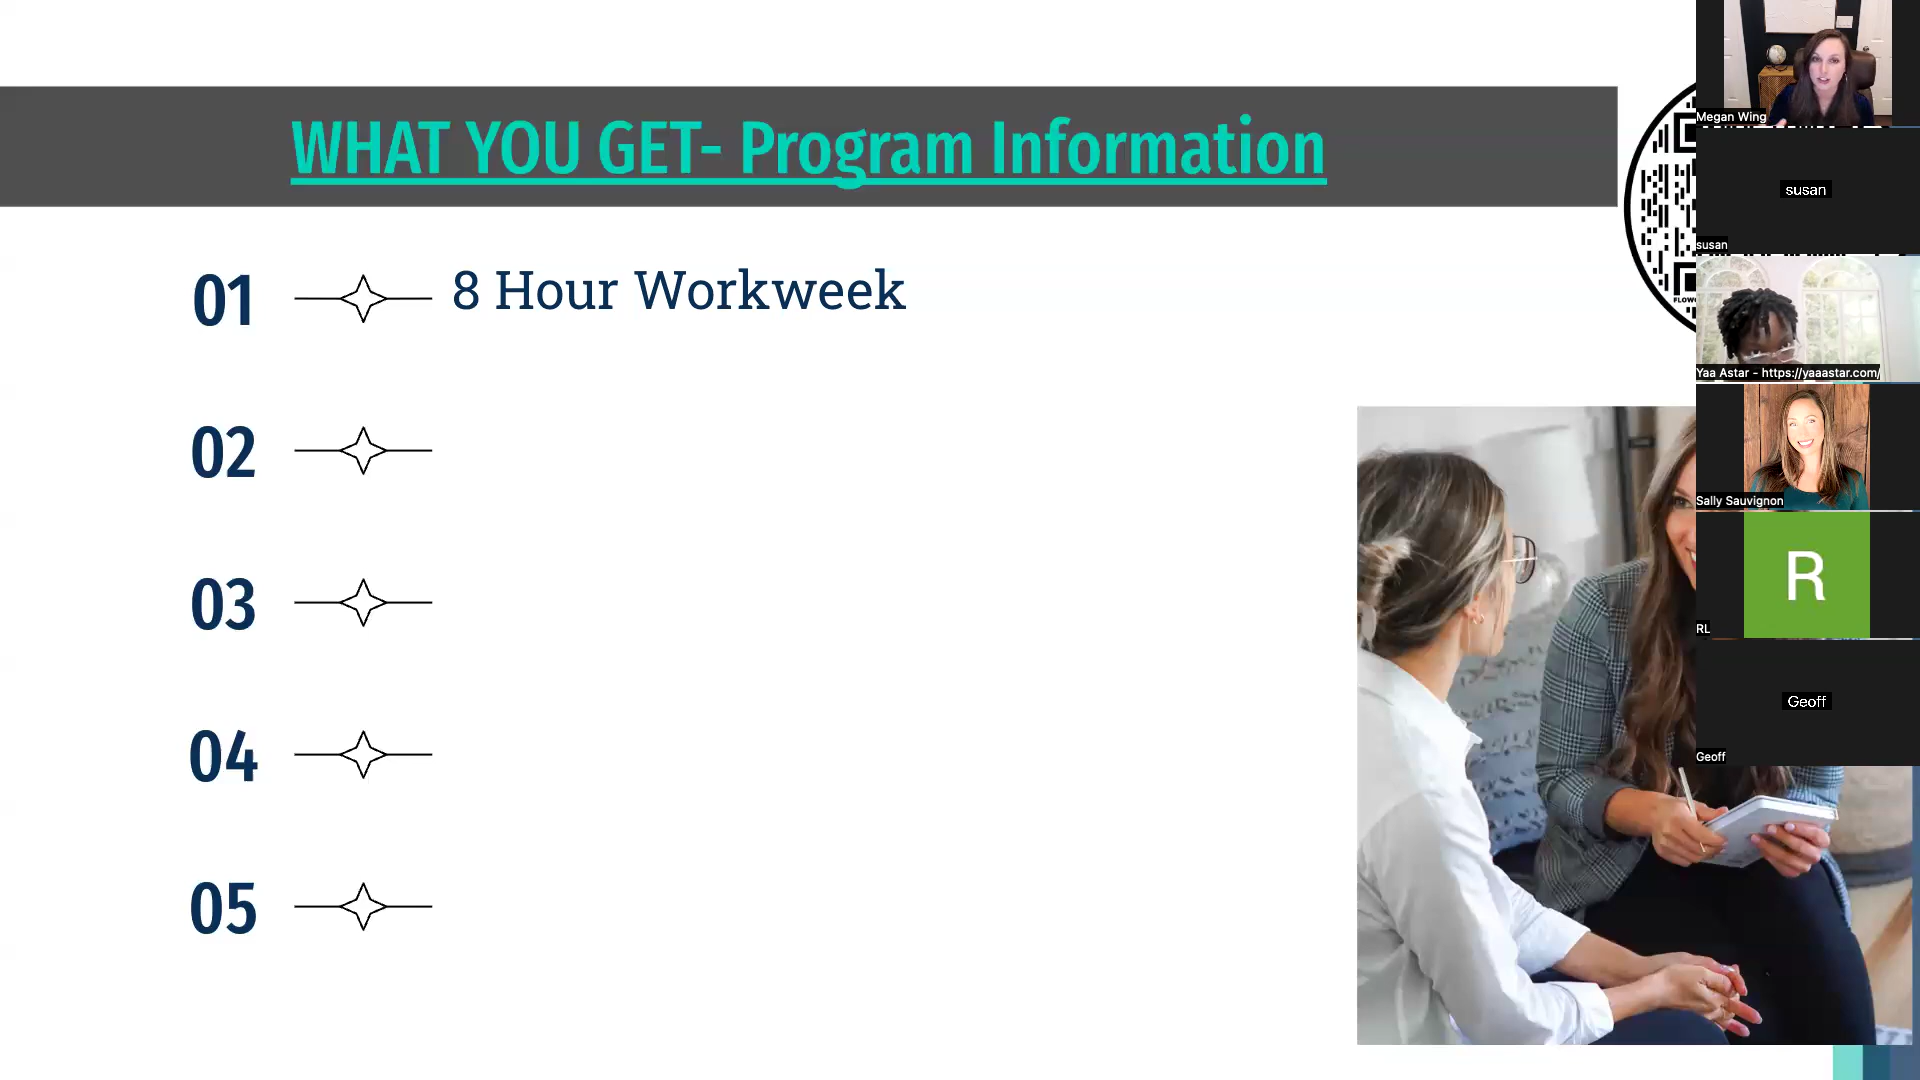 WHAT YOU GET- Program Information
01
8 Hour Workweek
02
03
04
05
Megan Wing
susan
susan
Yaa Astar - https://yaaastar.com/
Sally Sauvignon
R
RL
Geoff
Geoff